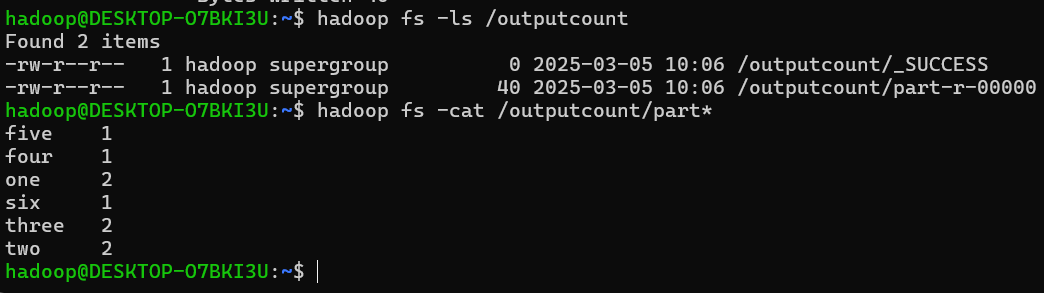 hadoop@DESKTOP-O7BKI3U:~$ hadoop fs -ls /outputcount
Found 2 items
-rw-r--r--   1 hadoop supergroup          0 2025-03-05 10:06 /outputcount/_SUCCESS
-rw-r--r--   1 hadoop supergroup         40 2025-03-05 10:06 /outputcount/part-r-00000
hadoop@DESKTOP-O7BKI3U:~$ hadoop fs -cat /outputcount/part*
five    1
four    1
one     2
six     1
three   2
two     2
hadoop@DESKTOP-O7BKI3U:~$